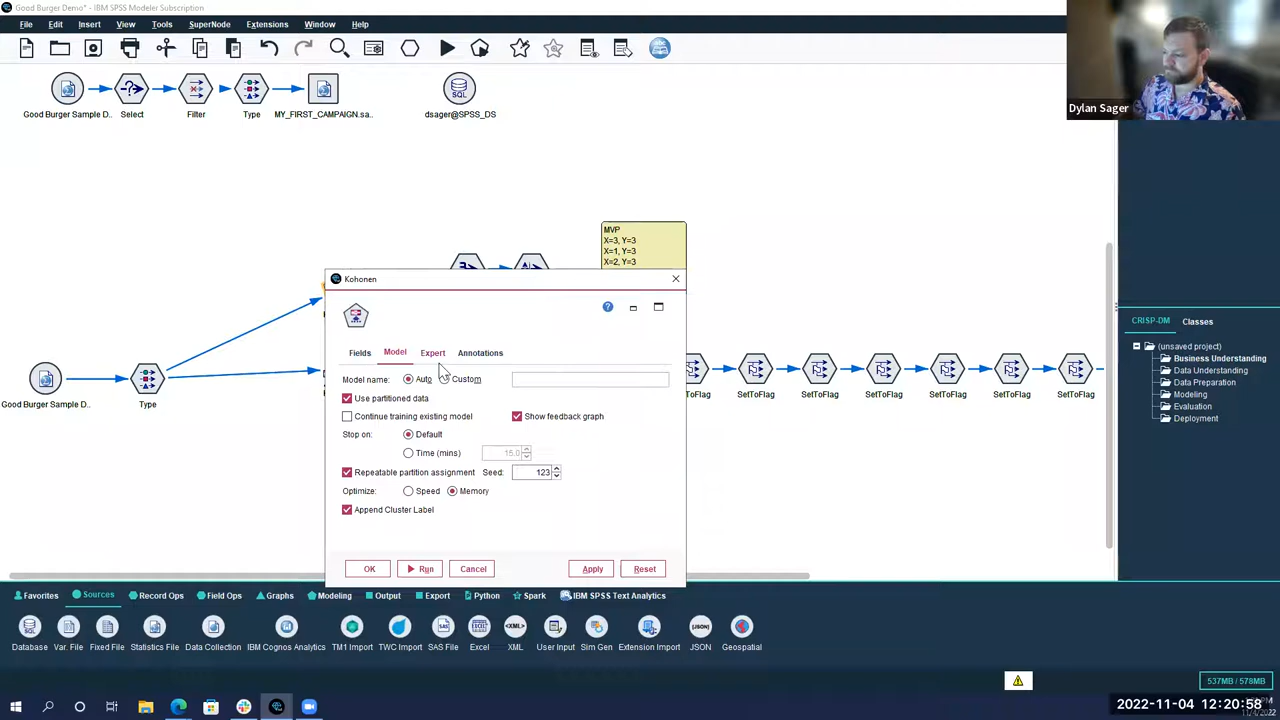 Good Burger Demo* - IBM SPSS Modeler Subscription
File Edit Insert View Tools SuperNode Extensions Window Help
Dylan Sager
Good Burger Sample D.. Select Filter Type MY_FIRST_CAMPAIGN.sa.. dsager@SPSS_DS
SQL
MVP
X=3, Y=3
X=1, Y=3
X=2, Y=3
Kohonen
Fields Model Expert Annotations
Model name: Auto Custom
Use partitioned data
Continue training existing model Show feedback graph
Stop on: Default
Time (mins) 15.0
Repeatable partition assignment Seed: 123
Optimize: Speed Memory
Append Cluster Label
OK Run Cancel Apply Reset
Good Burger Sample D.. Type
oFlag SetToFlag SetToFlag SetToFlag SetToFlag SetToFlag SetToFlag
CRISP-DM Classes
(unsaved project)
Business Understanding
Data Understanding
Data Preparation
Modeling
Evaluation
Deployment
Favorites Sources Record Ops Field Ops Graphs Modeling Output Export Python Spark IBM SPSS Text Analytics
Database Var. File Fixed File Statistics File Data Collection IBM Cognos Analytics TM1 Import TWC Import SAS File Excel XML User Input Sim Gen Extension Import JSON Geospatial
537MB / 578MB
2022-11-04 12:20:58